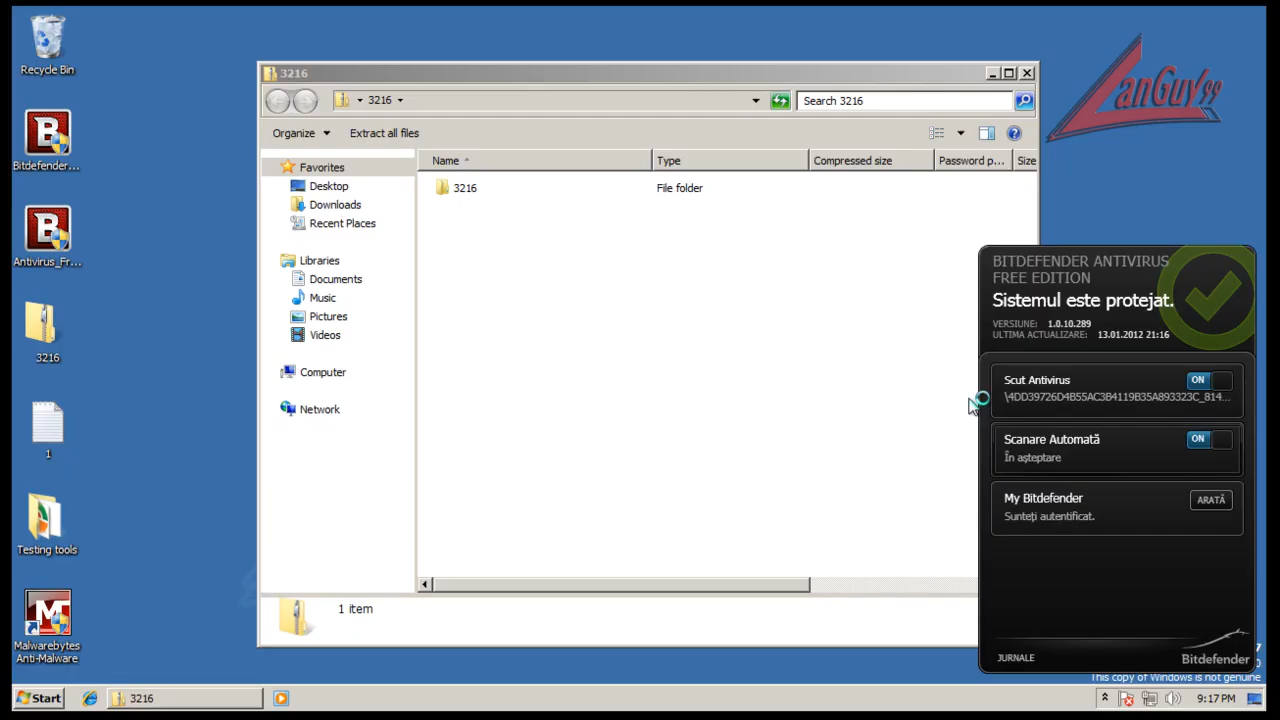 Recycle Bin
Bitdefender...
Antivirus_Fr...
3216
1
Testing tools
Malwarebytes
Anti-Malware
3216
3216
Search 3216
Organize
Extract all files
Favorites
Desktop
Downloads
Recent Places
Libraries
Documents
Music
Pictures
Videos
Computer
Network
Name
Type
Compressed size
Password p...
Size
3216
File folder
1 item
LanGuy99
BITDEFENDER ANTIVIRUS
FREE EDITION
Sistemul este protejat.
VERSIUNE: 1.0.10.289
ULTIMA ACTUALIZARE: 13.01.2012 21:16
Scut Antivirus
ON
\4DD39726D4B55AC3B4119B35A893323C_814...
Scanare Automată
ON
În așteptare
My Bitdefender
ARATĂ
Sunteți autentificat.
JURNALE
Bitdefender
This copy of Windows is not genuine
Start
3216
9:17 PM